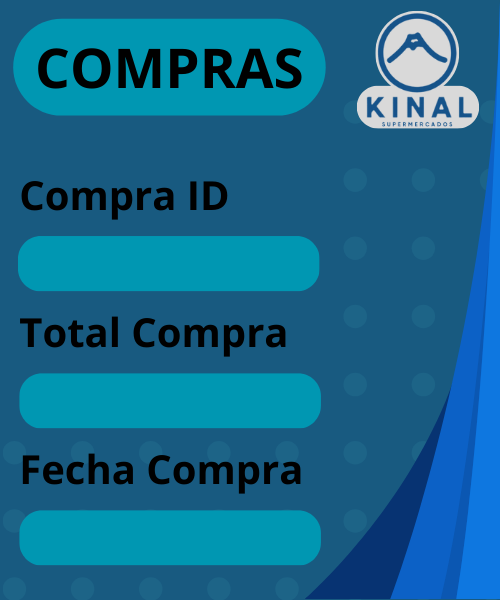 COMPRAS
KINAL
SUPERMERCADOS
Compra ID
Total Compra
Fecha Compra